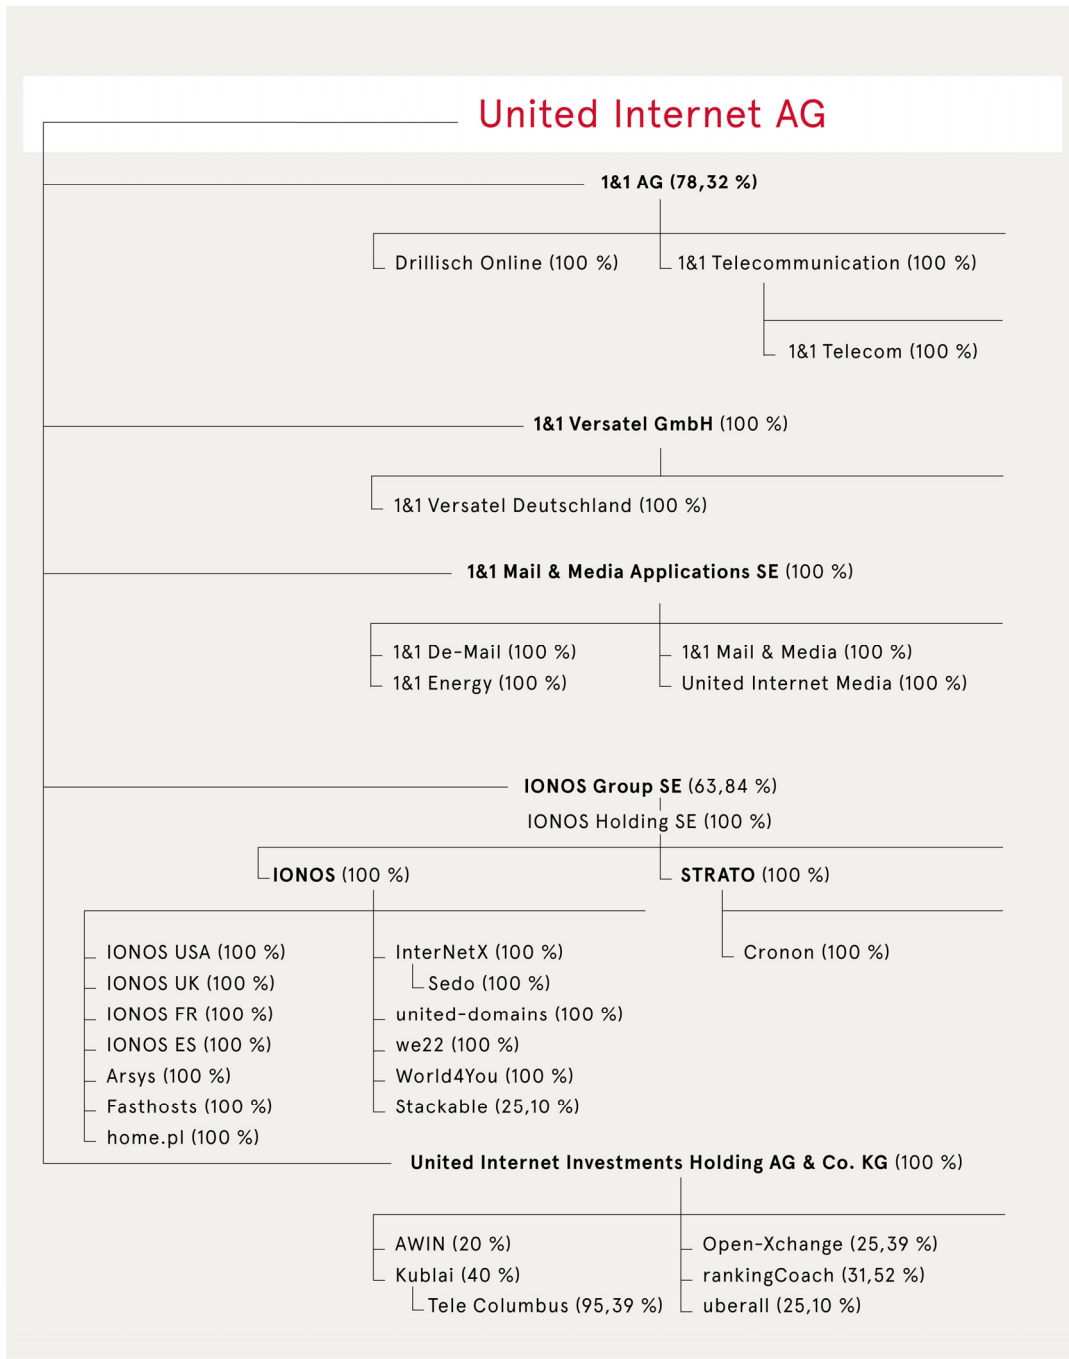 United Internet AG
1&1 AG (78,32 %)
Drillisch Online (100 %)
1&1 Telecommunication (100 %)
1&1 Telecom (100 %)
1&1 Versatel GmbH (100 %)
1&1 Versatel Deutschland (100 %)
1&1 Mail & Media Applications SE (100 %)
1&1 De-Mail (100 %)
1&1 Energy (100 %)
1&1 Mail & Media (100 %)
United Internet Media (100 %)
IONOS Group SE (63,84 %)
IONOS Holding SE (100 %)
IONOS (100 %)
IONOS USA (100 %)
IONOS UK (100 %)
IONOS FR (100 %)
IONOS ES (100 %)
Arsys (100 %)
Fasthosts (100 %)
home.pl (100 %)
InterNetX (100 %)
Sedo (100 %)
united-domains (100 %)
we22 (100 %)
World4You (100 %)
Stackable (25,10 %)
STRATO (100 %)
Cronon (100 %)
United Internet Investments Holding AG & Co. KG (100 %)
AWIN (20 %)
Kublai (40 %)
Tele Columbus (95,39 %)
Open-Xchange (25,39 %)
rankingCoach (31,52 %)
uberall (25,10 %)